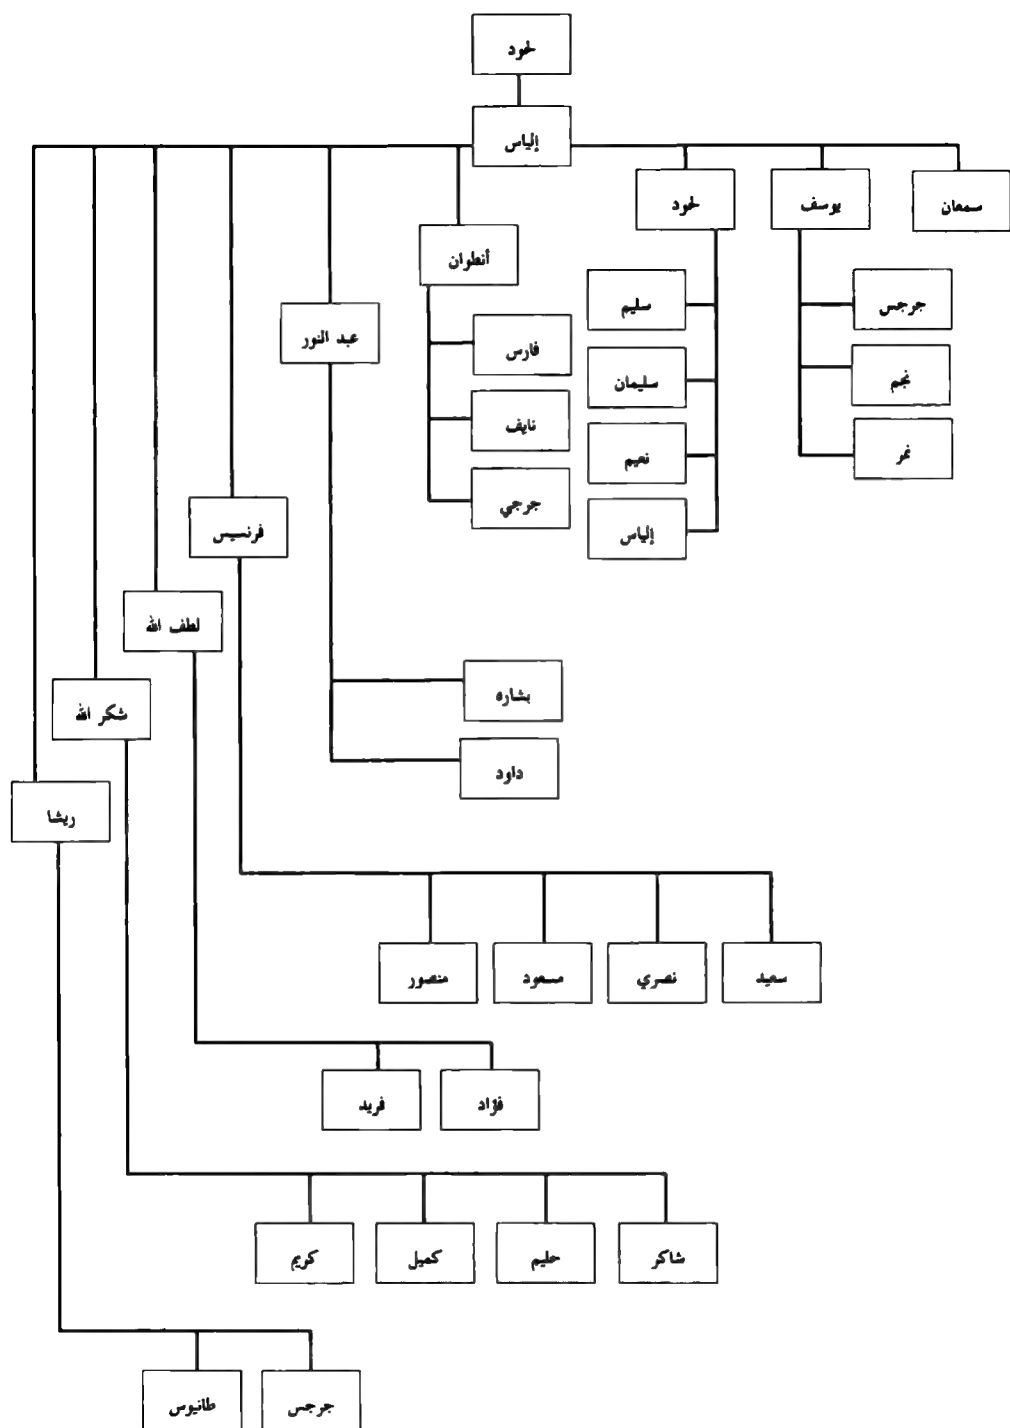 لحود
إلياس
سمعان
يوسف
لحود
أنطوان
عبد النور
فرنسيس
لطف الله
شكر الله
ريشا
جرجس
نجم
نمر
سليم
سليمان
نعيم
إلياس
فارس
نايف
جرجي
بشاره
داود
سعيد
نصري
مسعود
منصور
فؤاد
فريد
شاكر
حليم
كميل
كريم
جرجس
طانيوس